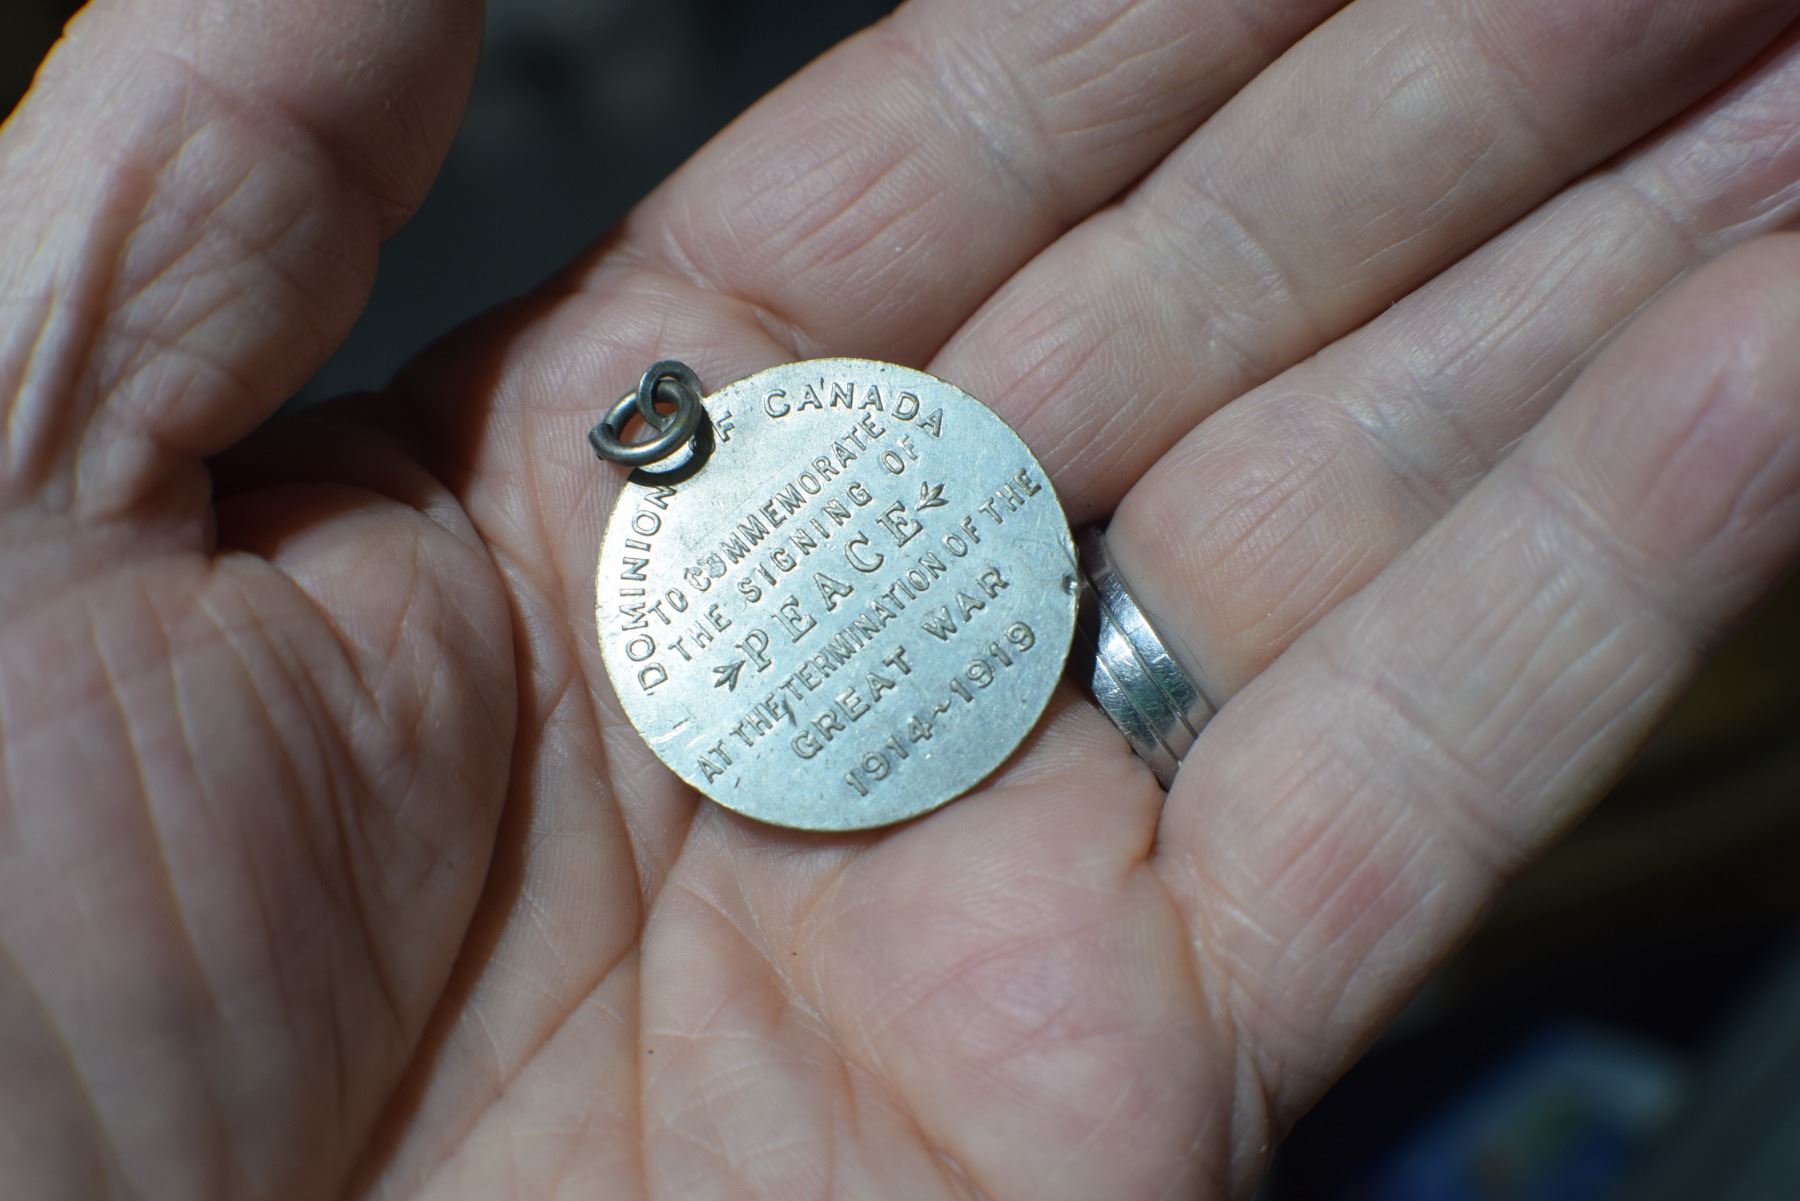 DOMINION OF CANADA
TO COMMEMORATE
THE SIGNING OF
PEACE
AT THE TERMINATION OF THE
GREAT WAR
1914~1919